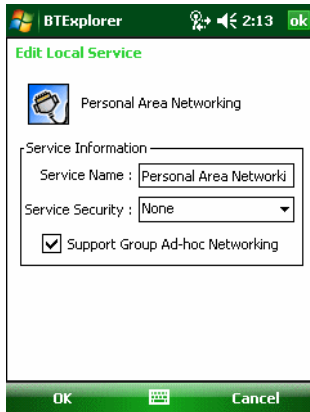 BTExplorer 2:13 ok
Edit Local Service
Personal Area Networking
Service Information
Service Name : Personal Area Networki
Service Security : None
Support Group Ad-hoc Networking
OK Cancel